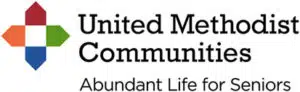 United Methodist
Communities
Abundant Life for Seniors